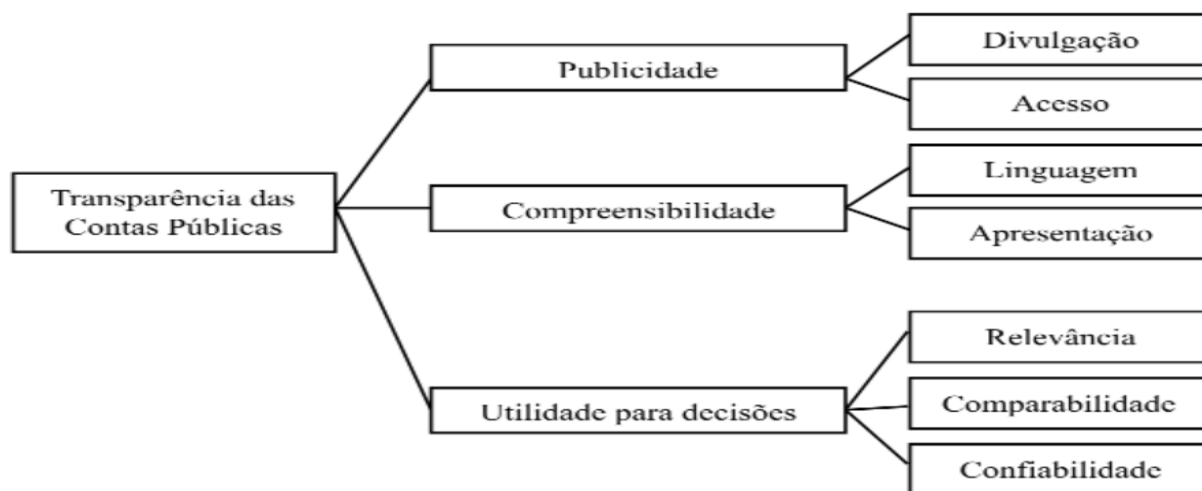 Divulgação
Publicidade
Acesso
Linguagem
Transparência das
Contas Públicas
Compreensibilidade
Apresentação
Relevância
Utilidade para decisões
Comparabilidade
Confiabilidade